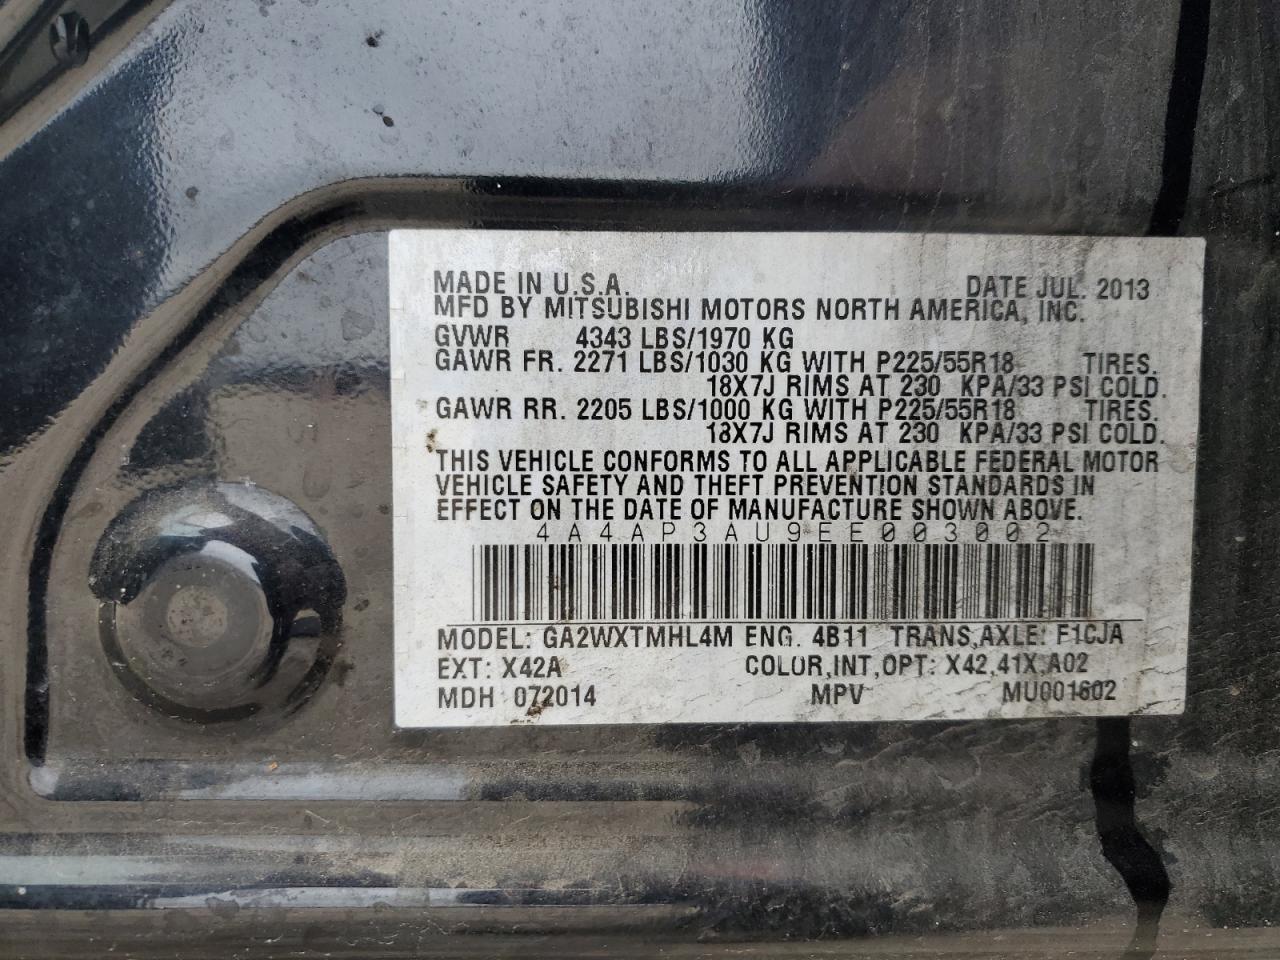 MADE IN U.S.A. DATE JUL. 2013
MFD BY MITSUBISHI MOTORS NORTH AMERICA, INC.
GVWR 4343 LBS/1970 KG
GAWR FR. 2271 LBS/1030 KG WITH P225/55R18 TIRES.
18X7J RIMS AT 230 KPA/33 PSI COLD.
GAWR RR. 2205 LBS/1000 KG WITH P225/55R18 TIRES.
18X7J RIMS AT 230 KPA/33 PSI COLD.
THIS VEHICLE CONFORMS TO ALL APPLICABLE FEDERAL MOTOR
VEHICLE SAFETY AND THEFT PREVENTION STANDARDS IN
EFFECT ON THE DATE OF MANUFACTURE SHOWN ABOVE.
4A4AP3AU9EE003002
MODEL: GA2WXTMHL4M ENG. 4B11 TRANS,AXLE: F1CJA
EXT: X42A COLOR,INT,OPT: X42,41X,A02
MDH 072014 MPV MU001602